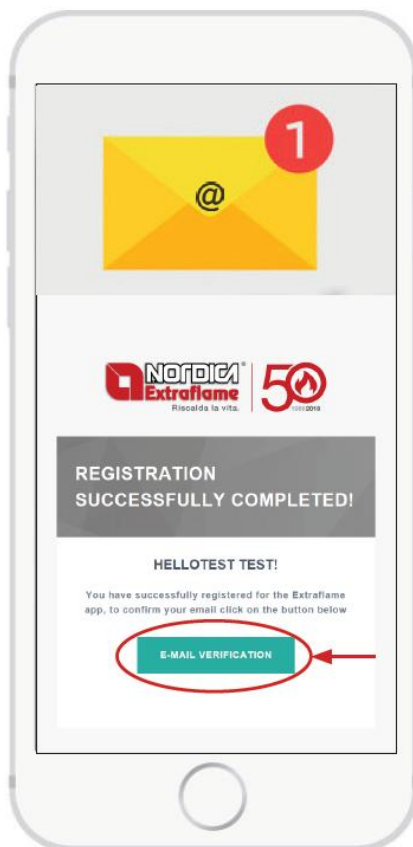 1
@
NORDICA®
Extraflame
Riscalda la vita.
50
REGISTRATION
SUCCESSFULLY COMPLETED!
HELLOTEST TEST!
You have successfully registered for the Extraflame
app, to confirm your email click on the button below
E-MAIL VERIFICATION